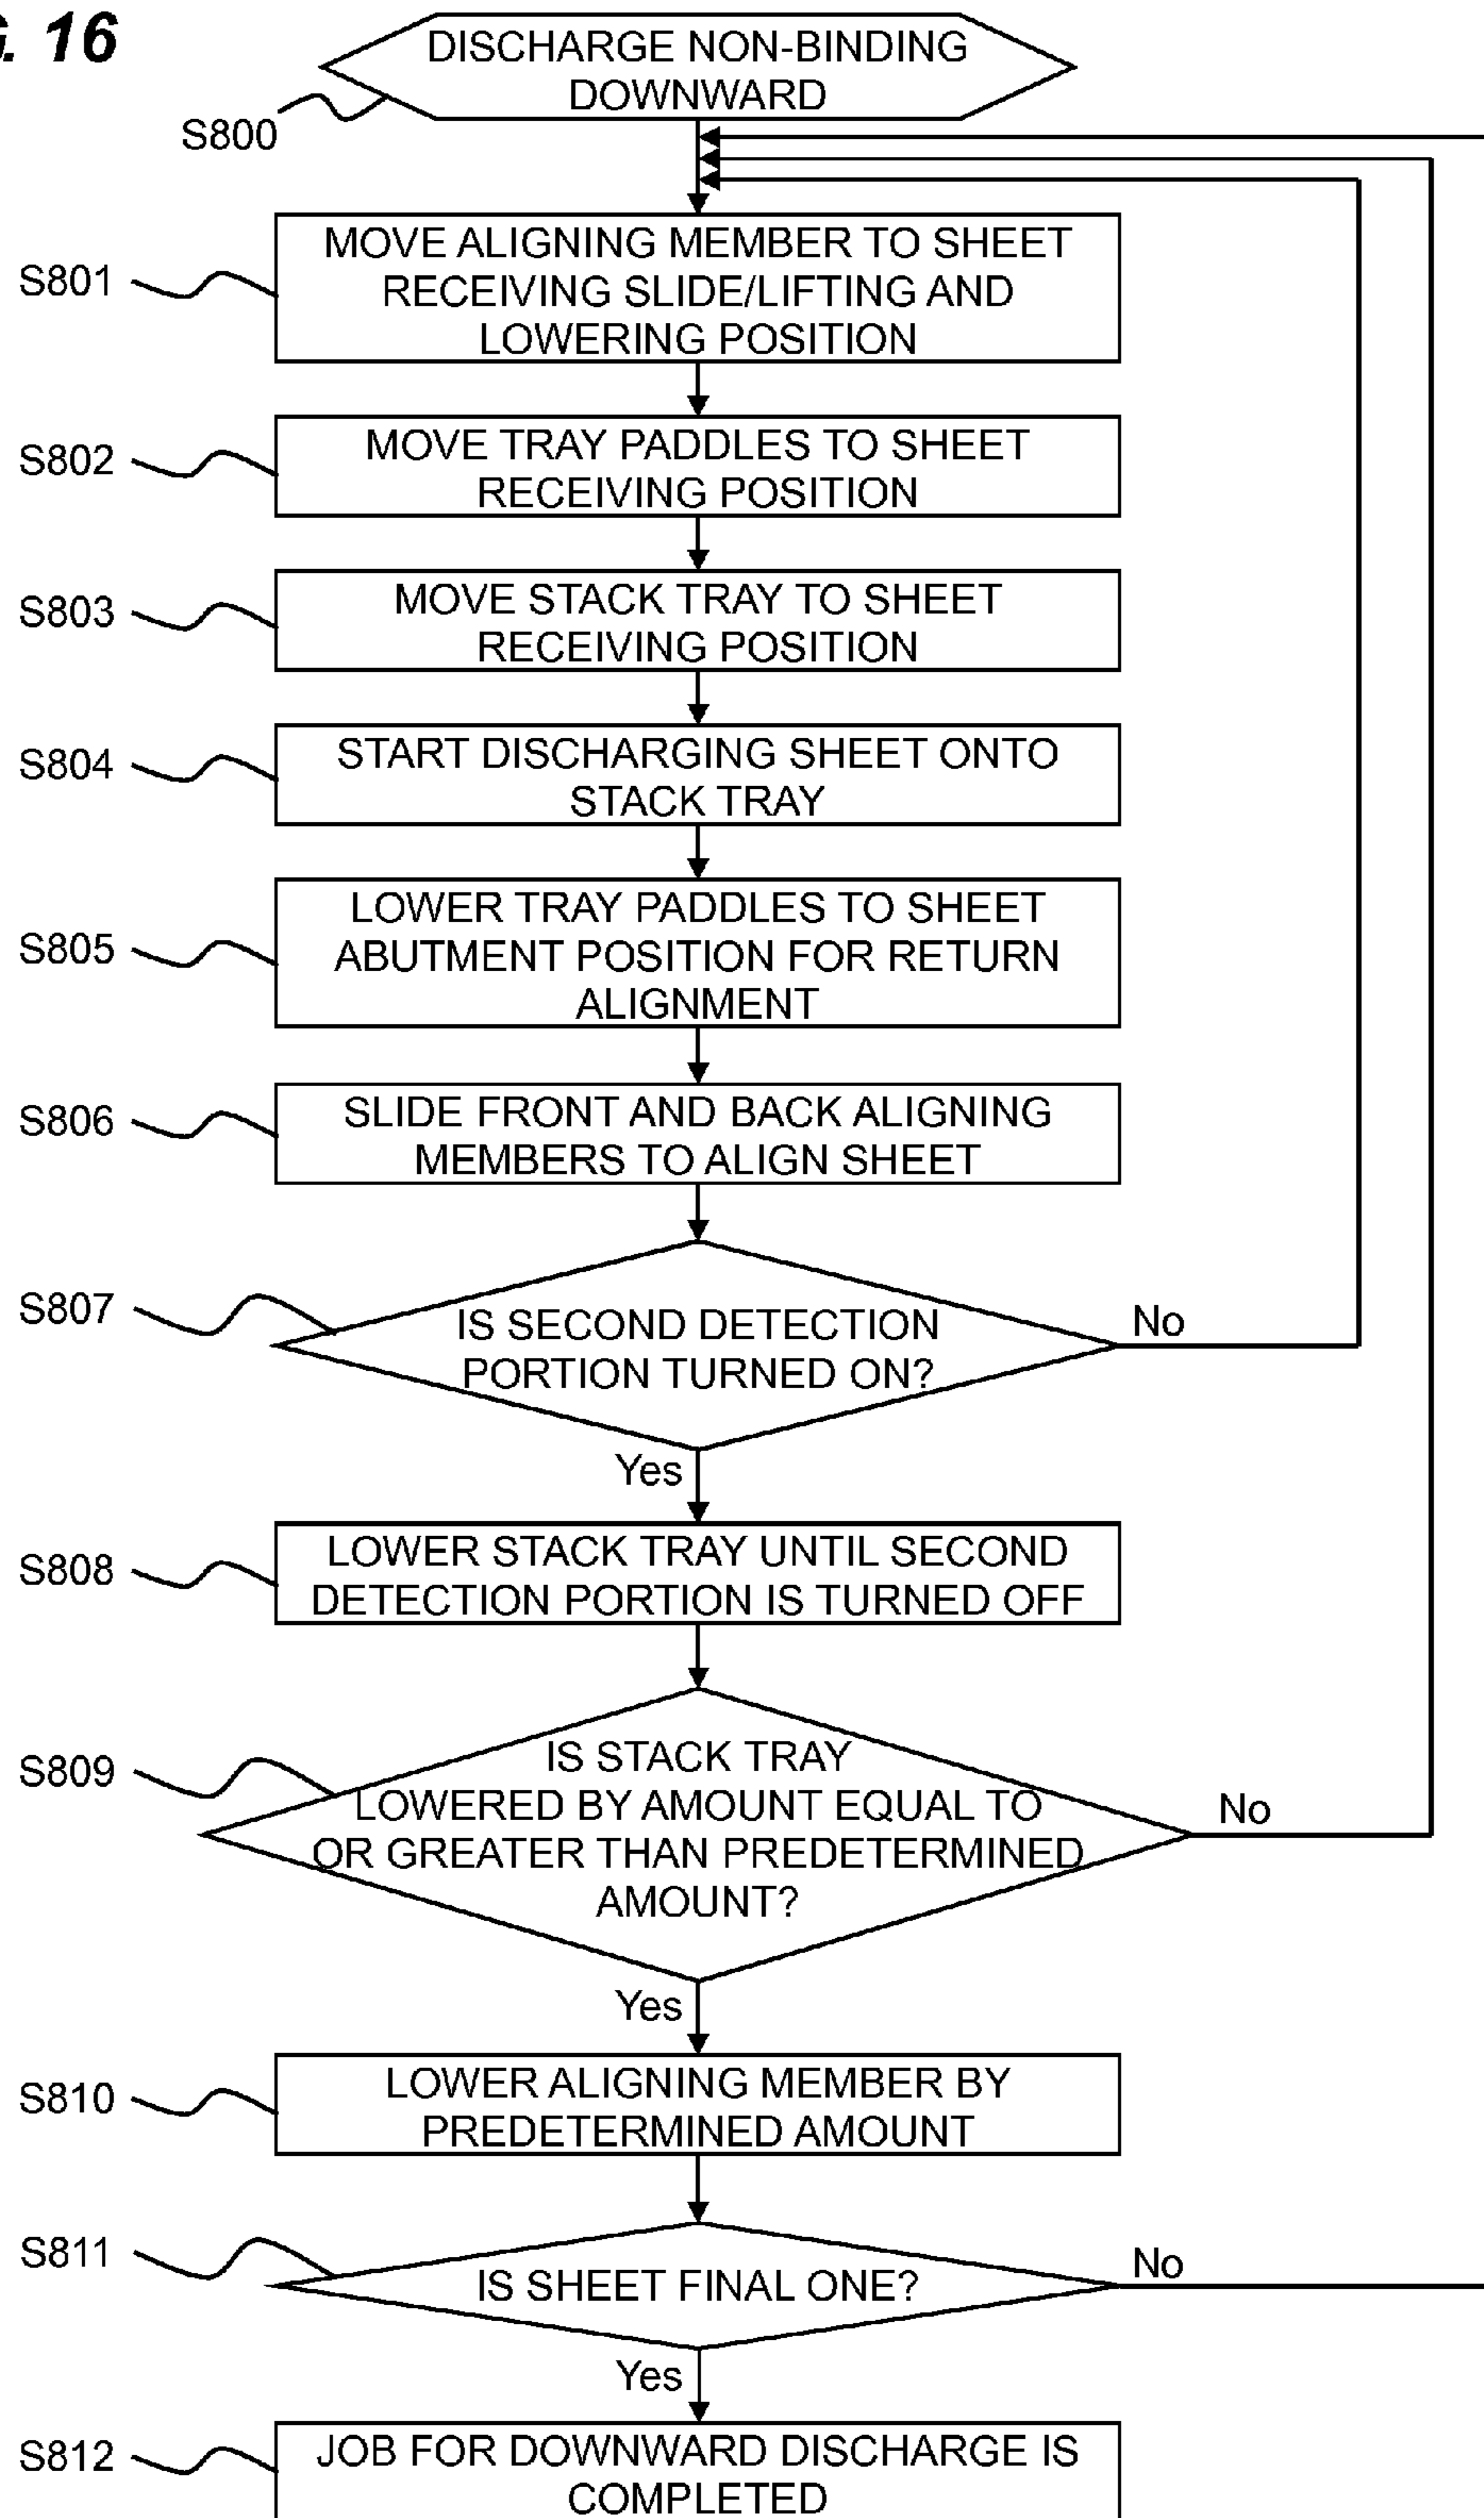 . 16
DISCHARGE NON-BINDING
DOWNWARD
S800
S801
MOVE ALIGNING MEMBER TO SHEET
RECEIVING SLIDE/LIFTING AND
LOWERING POSITION
S802
MOVE TRAY PADDLES TO SHEET
RECEIVING POSITION
S803
MOVE STACK TRAY TO SHEET
RECEIVING POSITION
S804
START DISCHARGING SHEET ONTO
STACK TRAY
S805
LOWER TRAY PADDLES TO SHEET
ABUTMENT POSITION FOR RETURN
ALIGNMENT
S806
SLIDE FRONT AND BACK ALIGNING
MEMBERS TO ALIGN SHEET
S807
IS SECOND DETECTION
PORTION TURNED ON?
No
Yes
S808
LOWER STACK TRAY UNTIL SECOND
DETECTION PORTION IS TURNED OFF
S809
IS STACK TRAY
LOWERED BY AMOUNT EQUAL TO
OR GREATER THAN PREDETERMINED
AMOUNT?
No
Yes
S810
LOWER ALIGNING MEMBER BY
PREDETERMINED AMOUNT
S811
IS SHEET FINAL ONE?
No
Yes
S812
JOB FOR DOWNWARD DISCHARGE IS
COMPLETED